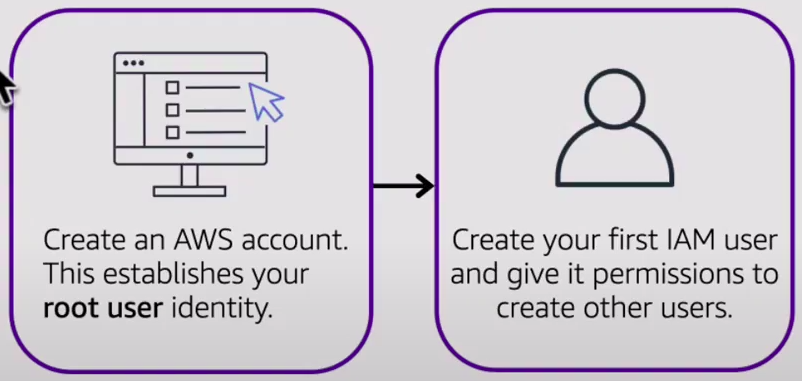 Create an AWS account.
This establishes your
root user identity.
Create your first IAM user
and give it permissions to
create other users.